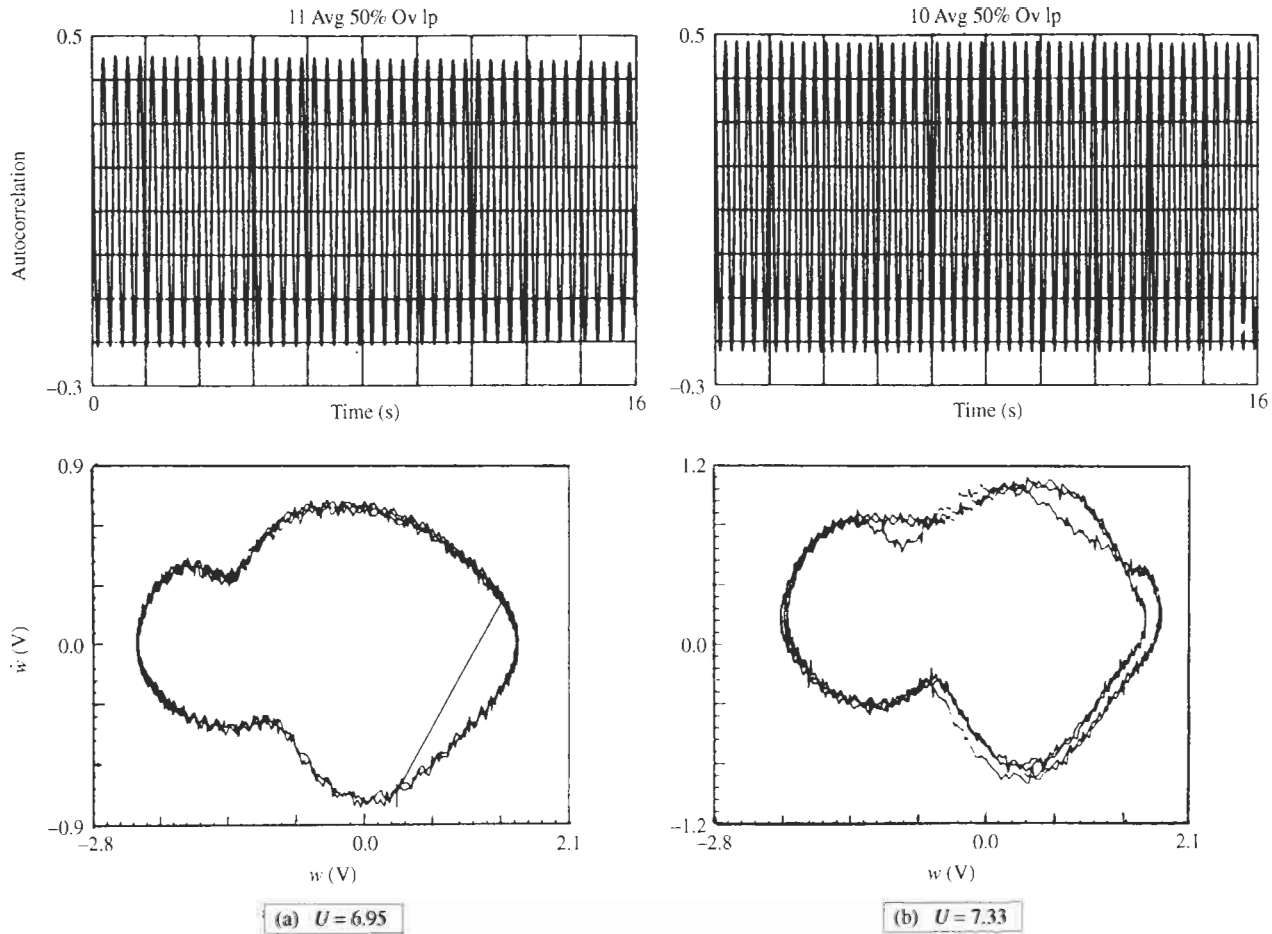 11 Avg 50% Ov lp
0.5
Autocorrelation
−0.3
0
Time (s)
16
0.9
ẇ (V)
0.0
−0.9
−2.8
0.0
2.1
w (V)
(a) U = 6.95
10 Avg 50% Ov lp
0.5
−0.3
0
Time (s)
16
1.2
0.0
−1.2
−2.8
0.0
2.1
w (V)
(b) U = 7.33